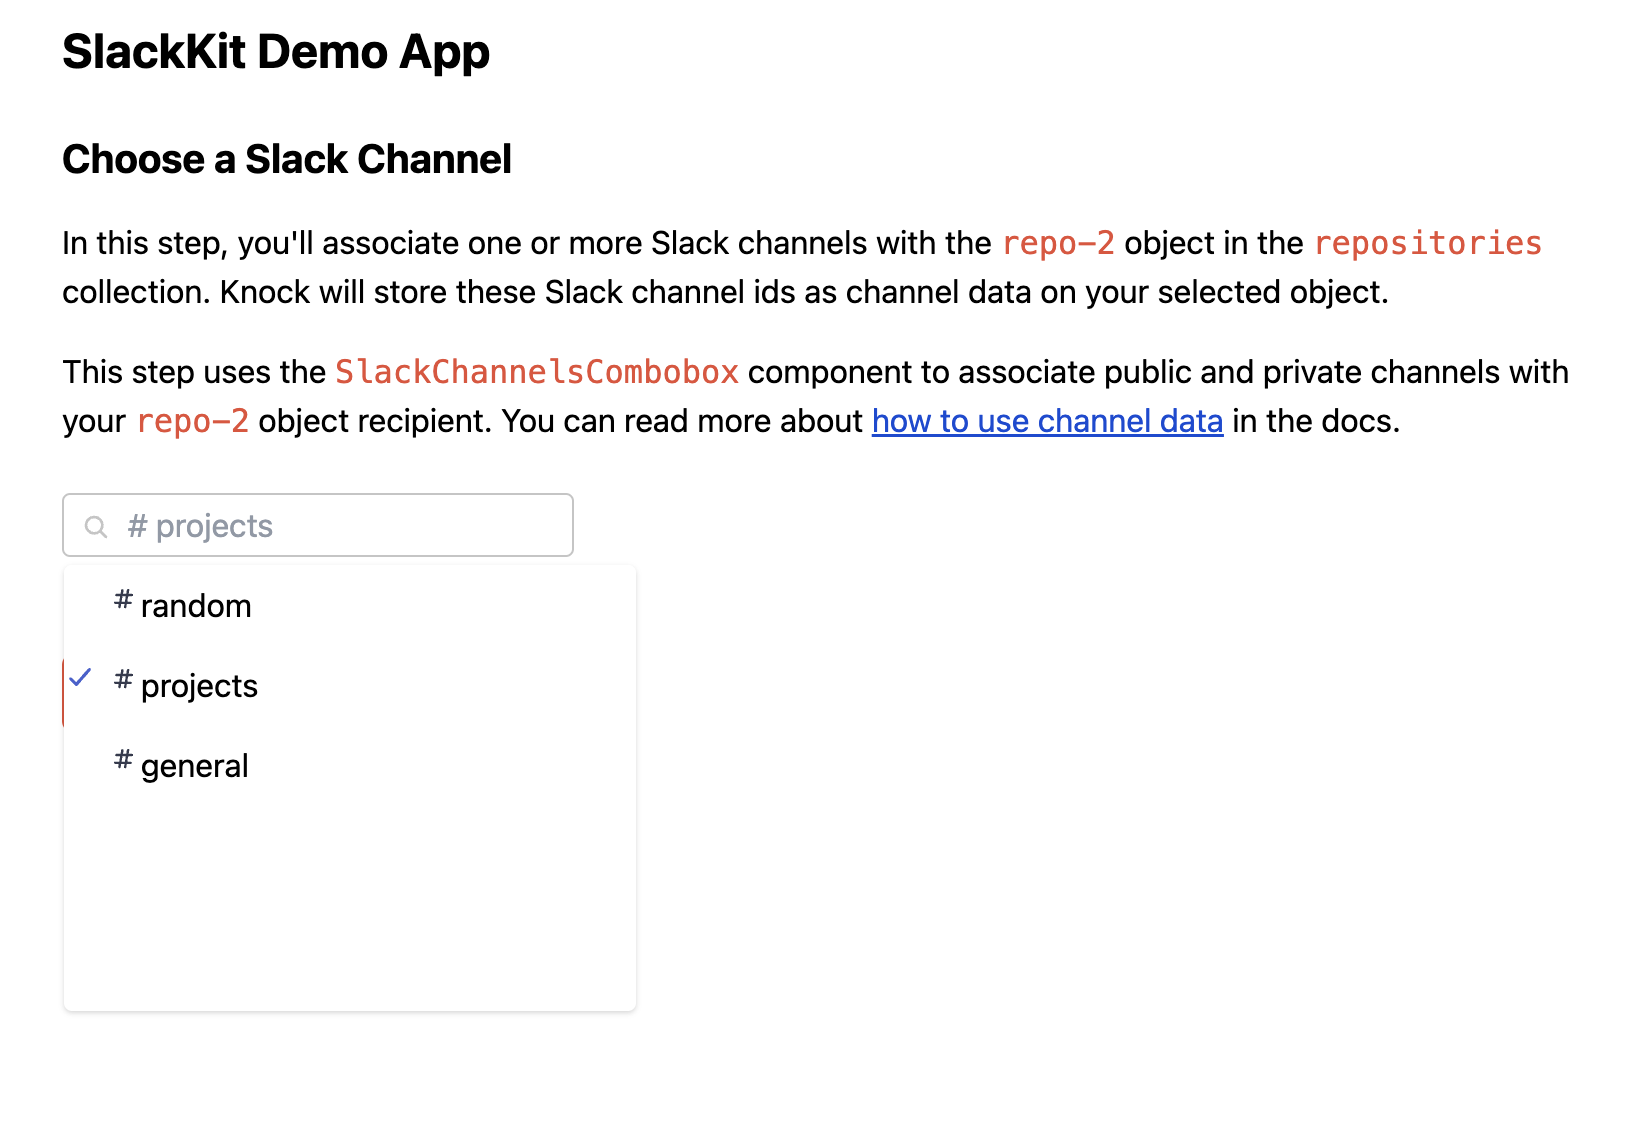 SlackKit Demo App
Choose a Slack Channel
In this step, you'll associate one or more Slack channels with the repo-2 object in the repositories
collection. Knock will store these Slack channel ids as channel data on your selected object.
This step uses the SlackChannelsCombobox component to associate public and private channels with
your repo-2 object recipient. You can read more about how to use channel data in the docs.
# projects
# random
# projects
# general